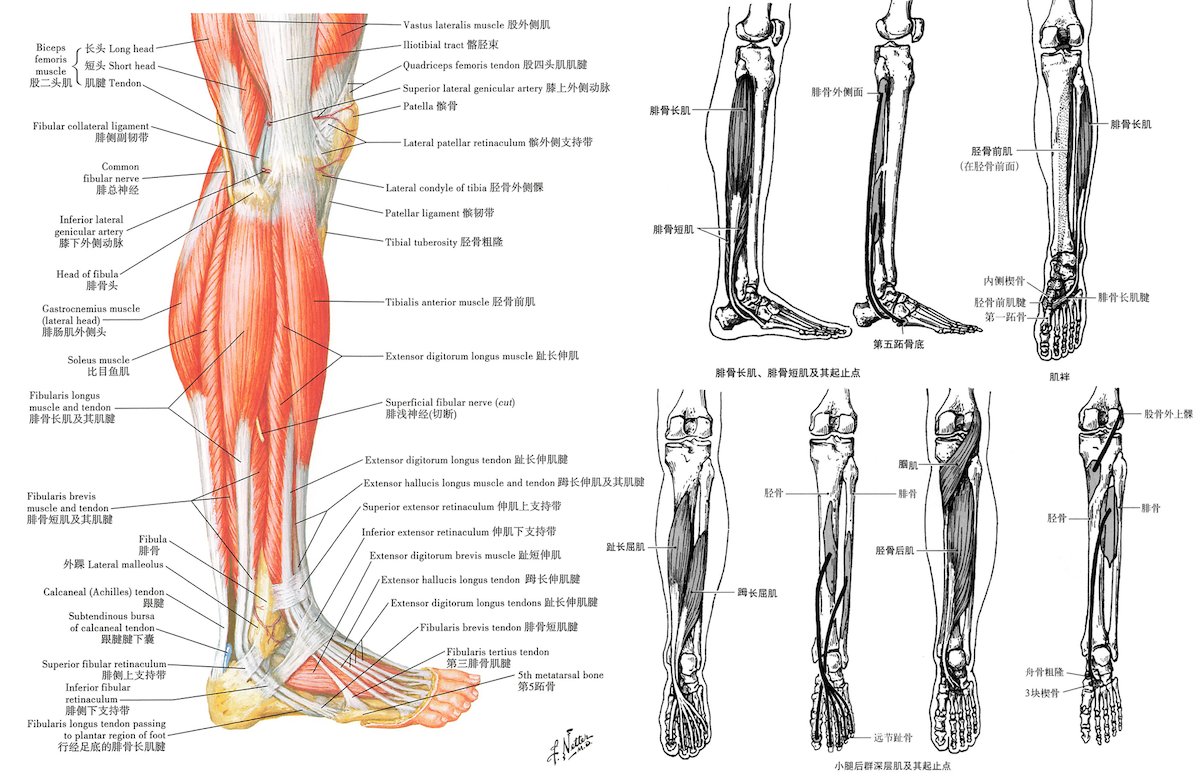 Biceps
femoris
muscle
股二头肌
长头 Long head
短头 Short head
肌腱 Tendon
Fibular collateral ligament
腓侧副韧带
Common
fibular nerve
腓总神经
Inferior lateral
genicular artery
膝下外侧动脉
Head of fibula
腓骨头
Gastrocnemius muscle
(lateral head)
腓肠肌外侧头
Soleus muscle
比目鱼肌
Fibularis longus
muscle and tendon
腓骨长肌及其肌腱
Fibularis brevis
muscle and tendon
腓骨短肌及其肌腱
Fibula
腓骨
外踝 Lateral malleolus
Calcaneal (Achilles) tendon
跟腱
Subtendinous bursa
of calcaneal tendon
跟腱腱下囊
Superior fibular retinaculum
腓侧上支持带
Inferior fibular
retinaculum
腓侧下支持带
Fibularis longus tendon passing
to plantar region of foot
行经足底的腓骨长肌腱
Vastus lateralis muscle 股外侧肌
Iliotibial tract 髂胫束
Quadriceps femoris tendon 股四头肌肌腱
Superior lateral genicular artery 膝上外侧动脉
Patella 髌骨
Lateral patellar retinaculum 髌外侧支持带
Lateral condyle of tibia 胫骨外侧髁
Patellar ligament 髌韧带
Tibial tuberosity 胫骨粗隆
Tibialis anterior muscle 胫骨前肌
Extensor digitorum longus muscle 趾长伸肌
Superficial fibular nerve (cut)
腓浅神经(切断)
Extensor digitorum longus tendon 趾长伸肌腱
Extensor hallucis longus muscle and tendon 踇长伸肌及其肌腱
Superior extensor retinaculum 伸肌上支持带
Inferior extensor retinaculum 伸肌下支持带
Extensor digitorum brevis muscle 趾短伸肌
Extensor hallucis longus tendon 踇长伸肌腱
Extensor digitorum longus tendons 趾长伸肌腱
Fibularis brevis tendon 腓骨短肌腱
Fibularis tertius tendon
第三腓骨肌腱
5th metatarsal bone
第5跖骨
F. Netter
M.D.
腓骨长肌
腓骨短肌
腓骨外侧面
第五跖骨底
腓骨长肌、腓骨短肌及其起止点
胫骨前肌
(在胫骨前面)
腓骨长肌
内侧楔骨
胫骨前肌腱
第一跖骨
腓骨长肌腱
肌袢
趾长屈肌
踇长屈肌
胫骨
腓骨
远节趾骨
腘肌
胫骨后肌
股骨外上髁
胫骨
腓骨
舟骨粗隆
3块楔骨
小腿后群深层肌及其起止点